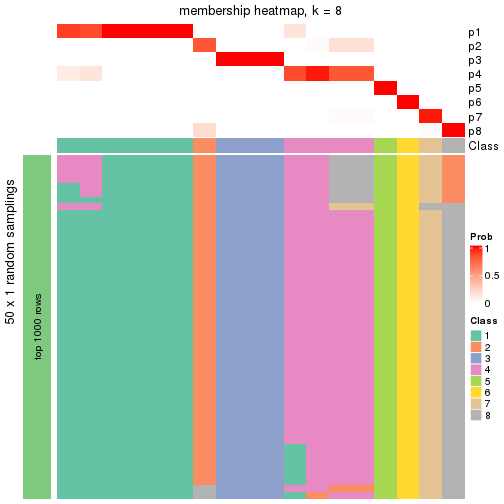 membership heatmap, k = 8
p1
p2
p3
p4
p5
p6
p7
p8
Class
50 x 1 random samplings
top 1000 rows
Prob
1
0.5
0
Class
1
2
3
4
5
6
7
8